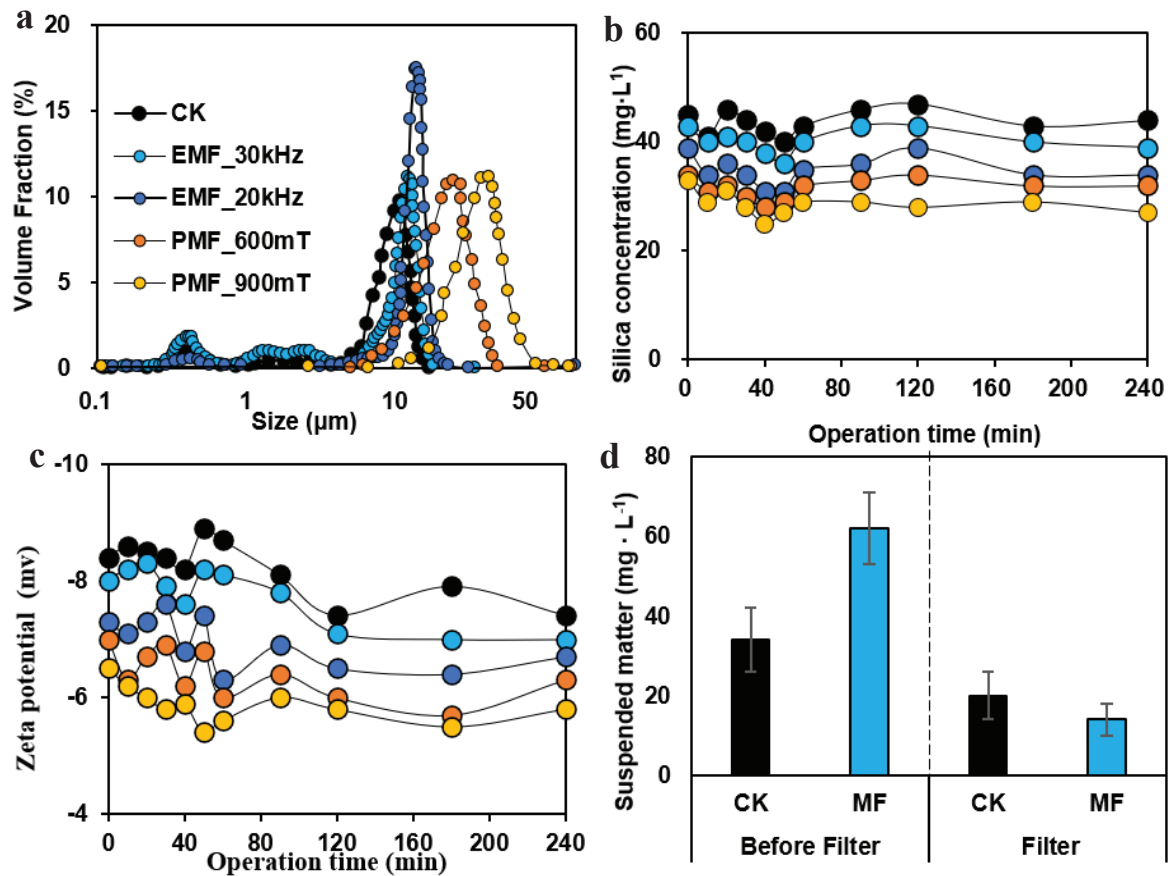 a
20
15
10
5
0
Volume Fraction (%)
CK
EMF_30kHz
EMF_20kHz
PMF_600mT
PMF_900mT
0.1 1 10 50
Size (μm)
b
60
40
20
0
Silica concentration (mg·L¹)
0 40 80 120 160 200 240
Operation time (min)
c
-10
-8
-6
-4
Zeta potential (mv)
0 40 80 120 160 200 240
Operation time (min)
d
80
60
40
20
0
Suspended matter (mg · L⁻¹)
CK MF CK MF
Before Filter Filter